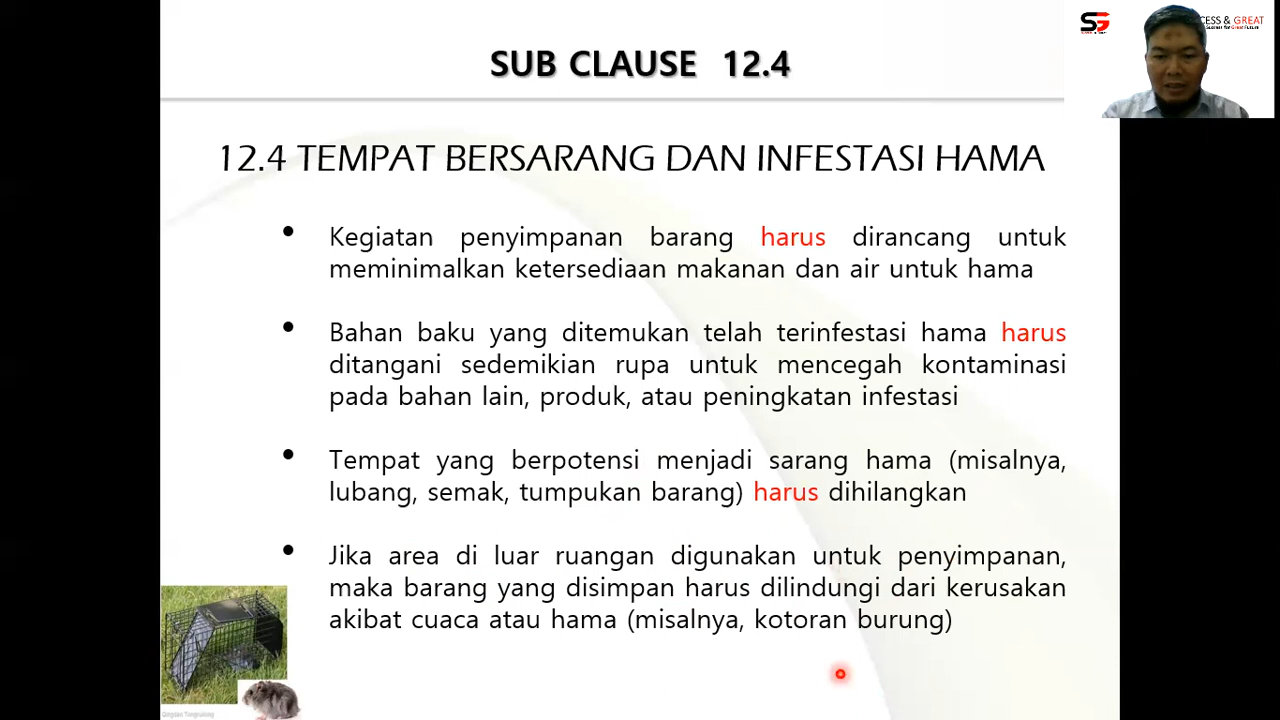 SUB CLAUSE 12.4
CESS & GREAT
12.4 TEMPAT BERSARANG DAN INFESTASI HAMA
• Kegiatan penyimpanan barang harus dirancang untuk
meminimalkan ketersediaan makanan dan air untuk hama
• Bahan baku yang ditemukan telah terinfestasi hama harus
ditangani sedemikian rupa untuk mencegah kontaminasi
pada bahan lain, produk, atau peningkatan infestasi
• Tempat yang berpotensi menjadi sarang hama (misalnya,
lubang, semak, tumpukan barang) harus dihilangkan
• Jika area di luar ruangan digunakan untuk penyimpanan,
maka barang yang disimpan harus dilindungi dari kerusakan
akibat cuaca atau hama (misalnya, kotoran burung)